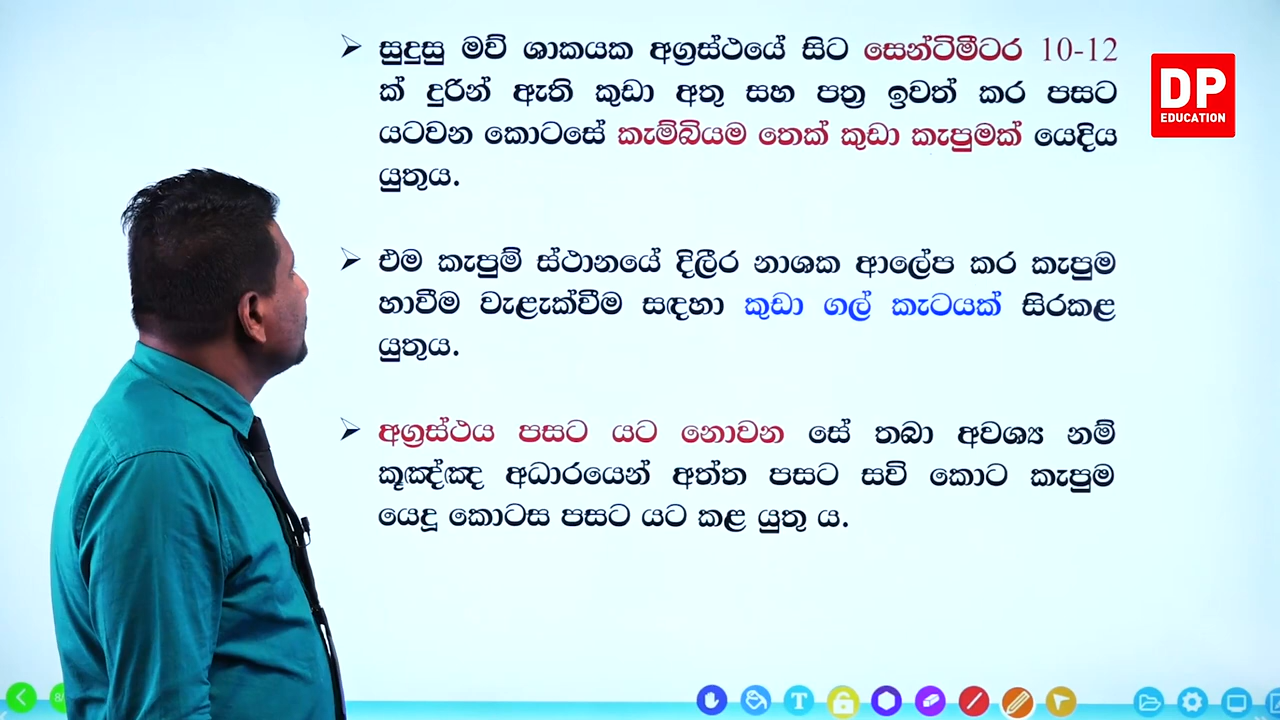 සුදුසු මව් ශාකයක අග්‍රස්ථයේ සිට සෙන්ටිමීටර 10-12
ක් දුරින් ඇති කුඩා අතු සහ පත්‍ර ඉවත් කර පසට
යටවන කොටසේ කැම්බියම තෙක් කුඩා කැපුමක් යෙදිය
යුතුය.
එම කැපුම් ස්ථානයේ දිලීර නාශක ආලේප කර කැපුම
හාවීම වැළැක්වීම සඳහා කුඩා ගල් කැටයක් සිරකළ
යුතුය.
අග්‍රස්ථය පසට යට නොවන සේ තබා අවශ්‍ය නම්
කූඤ්ඤ අධාරයෙන් අත්ත පසට සවි කොට කැපුම
යෙදූ කොටස පසට යට කළ යුතු ය.
DP
EDUCATION
T